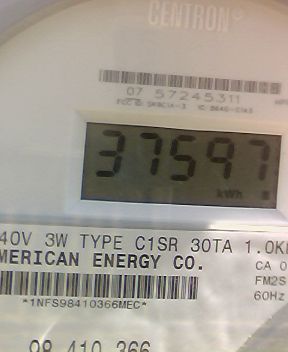 CENTRON®
07 57245311
37597
kWh
40V 3W TYPE C1SR 30TA 1.0K
MERICAN ENERGY CO.
CA 0
FM2S
60Hz
*1NFS98410366MEC*
98 410 366